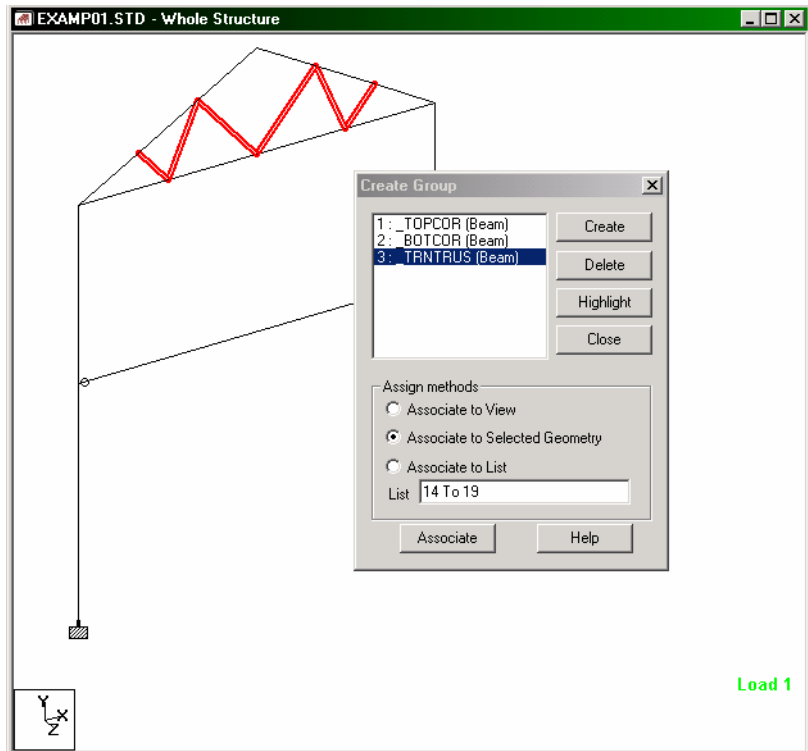 EXAMP01.STD - Whole Structure
Create Group
1 : _TOPCOR (Beam)
2 : _BOTCOR (Beam)
3 : _TRNTRUS (Beam)
Create
Delete
Highlight
Close
Assign methods
Associate to View
Associate to Selected Geometry
Associate to List
List 14 To 19
Associate
Help
Load 1
Y
X
Z